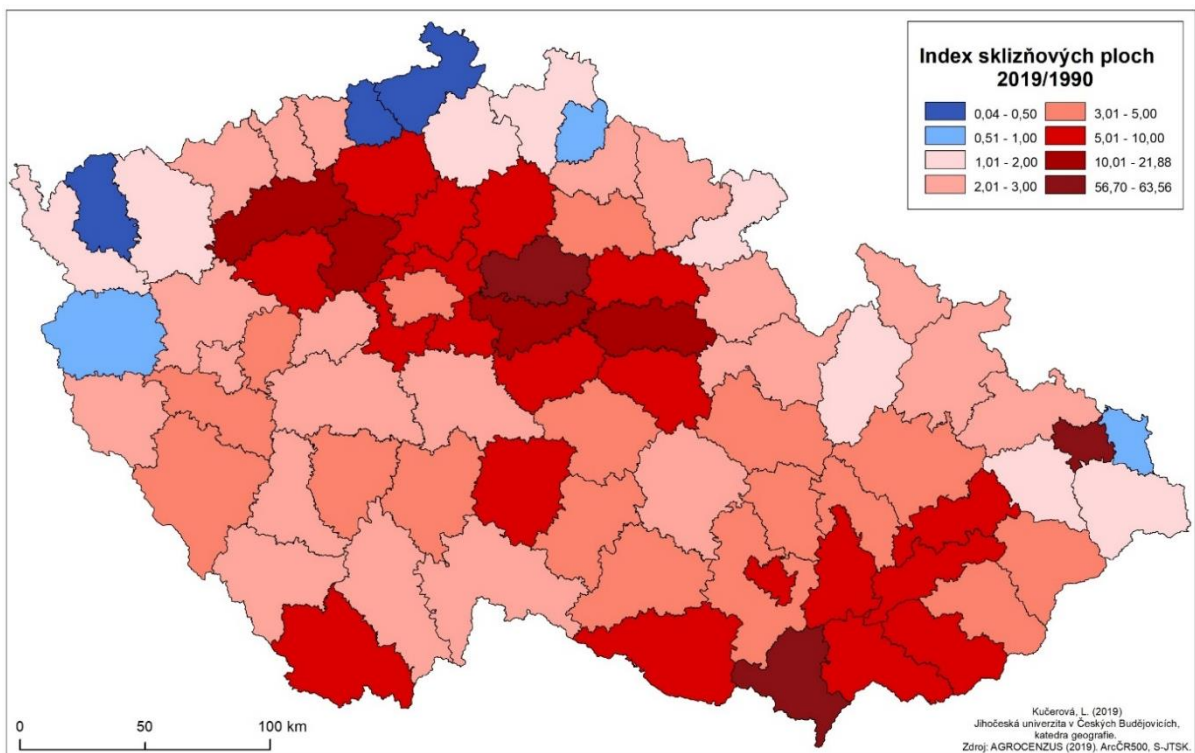 Index sklizňových ploch
2019/1990
0,04 - 0,50
3,01 - 5,00
0,51 - 1,00
5,01 - 10,00
1,01 - 2,00
10,01 - 21,88
2,01 - 3,00
56,70 - 63,56
0 50 100 km
Kučerová, L. (2019)
Jihočeská univerzita v Českých Budějovicích,
katedra geografie.
Zdroj: AGROCENZUS (2019). ArcČR500, S-JTSK.